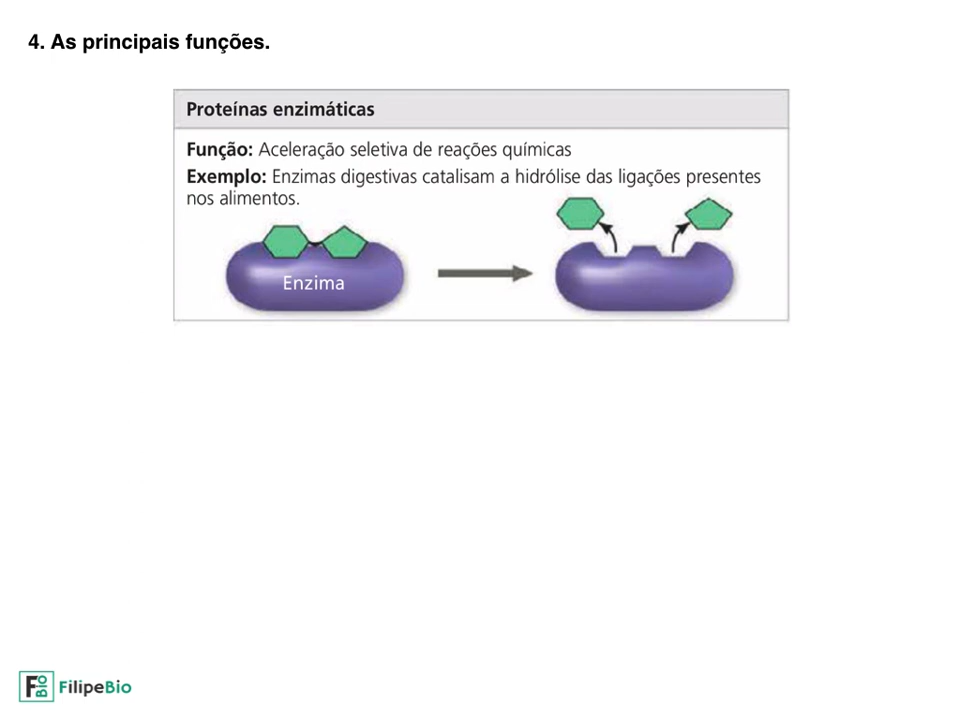 4. As principais funções.
Proteínas enzimáticas
Função: Aceleração seletiva de reações químicas
Exemplo: Enzimas digestivas catalisam a hidrólise das ligações presentes
nos alimentos.
Enzima
F BIO FilipeBio